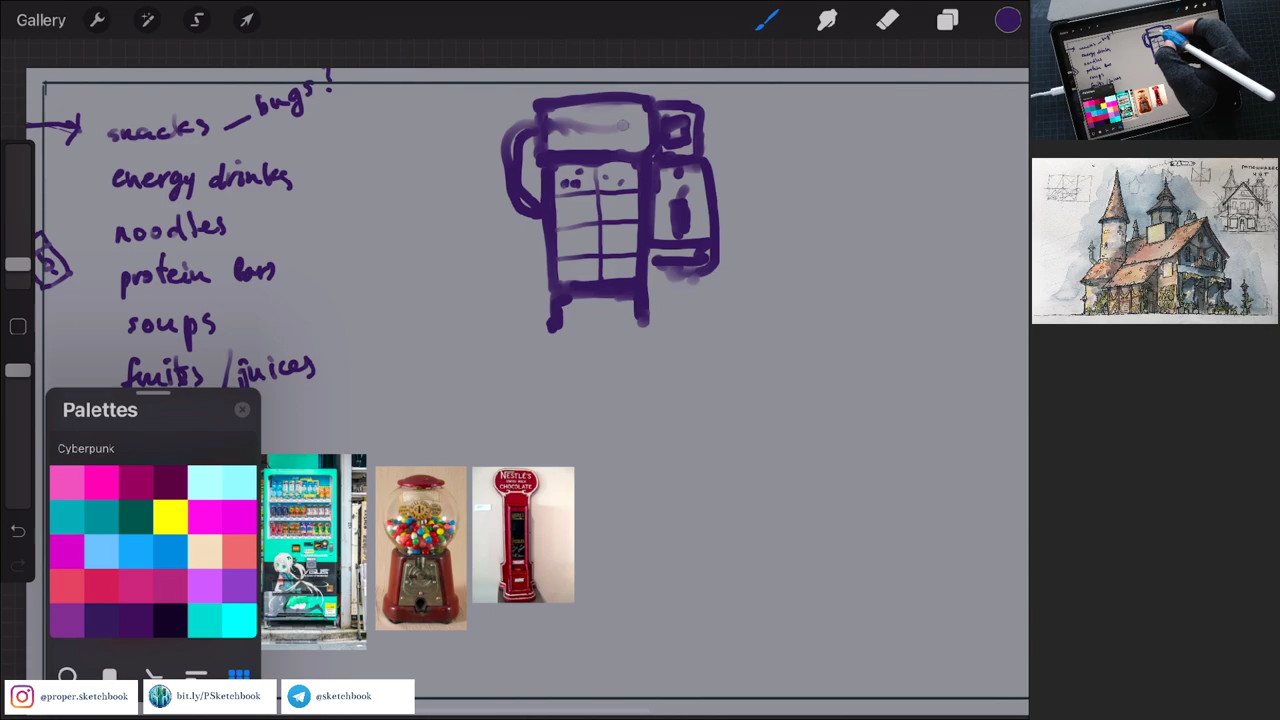 Gallery
snacks — bugs?
energy drinks
noodles
protein bars
soups
fruits / juices
Palettes
Cyberpunk
NESTLÉ'S
CHOCOLATE
@proper.sketchbook
bit.ly/PSketchbook
@sketchbook